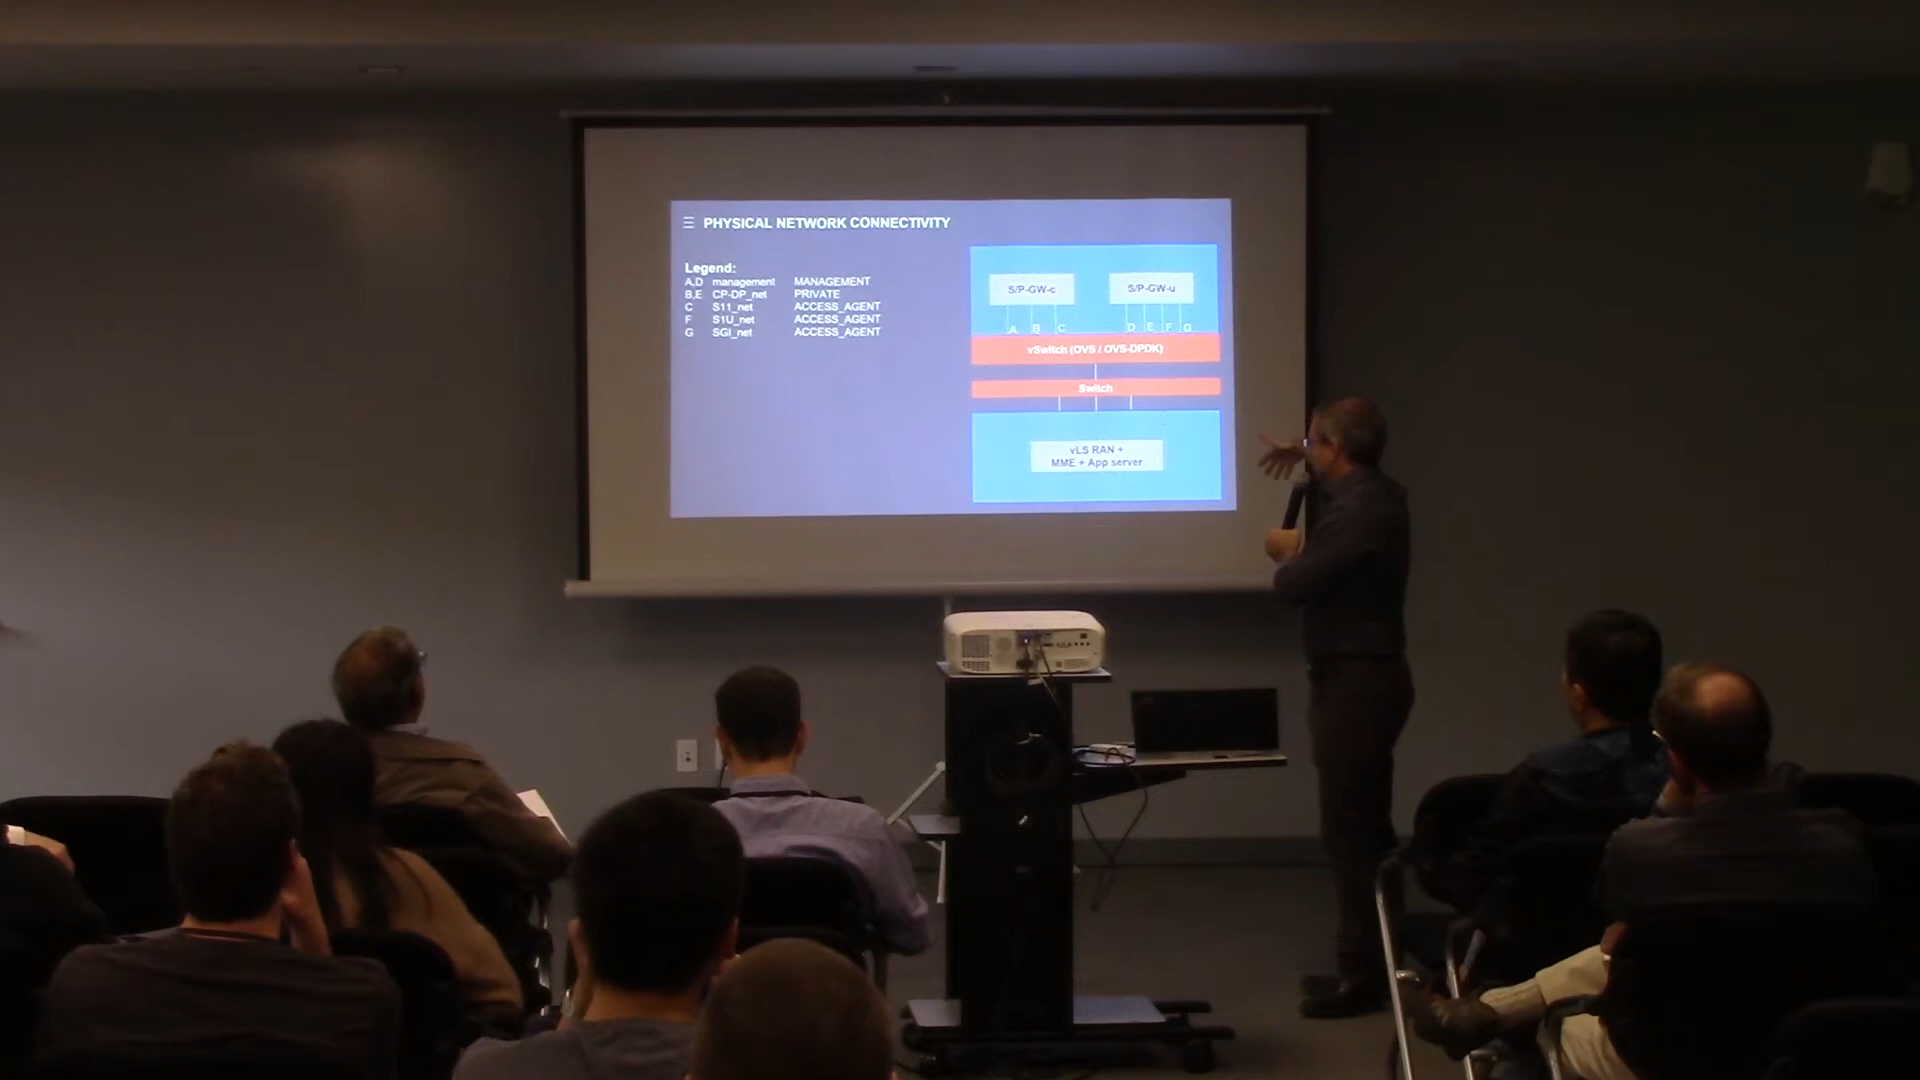 ☰ PHYSICAL NETWORK CONNECTIVITY
Legend:
A,D management MANAGEMENT
B,E CP-DP_net PRIVATE
C S11_net ACCESS_AGENT
F S1U_net ACCESS_AGENT
G SGI_net ACCESS_AGENT
S/P-GW-c S/P-GW-u
A B C D E F G
vSwitch (OVS / OVS-DPDK)
Switch
vLS RAN +
MME + App server